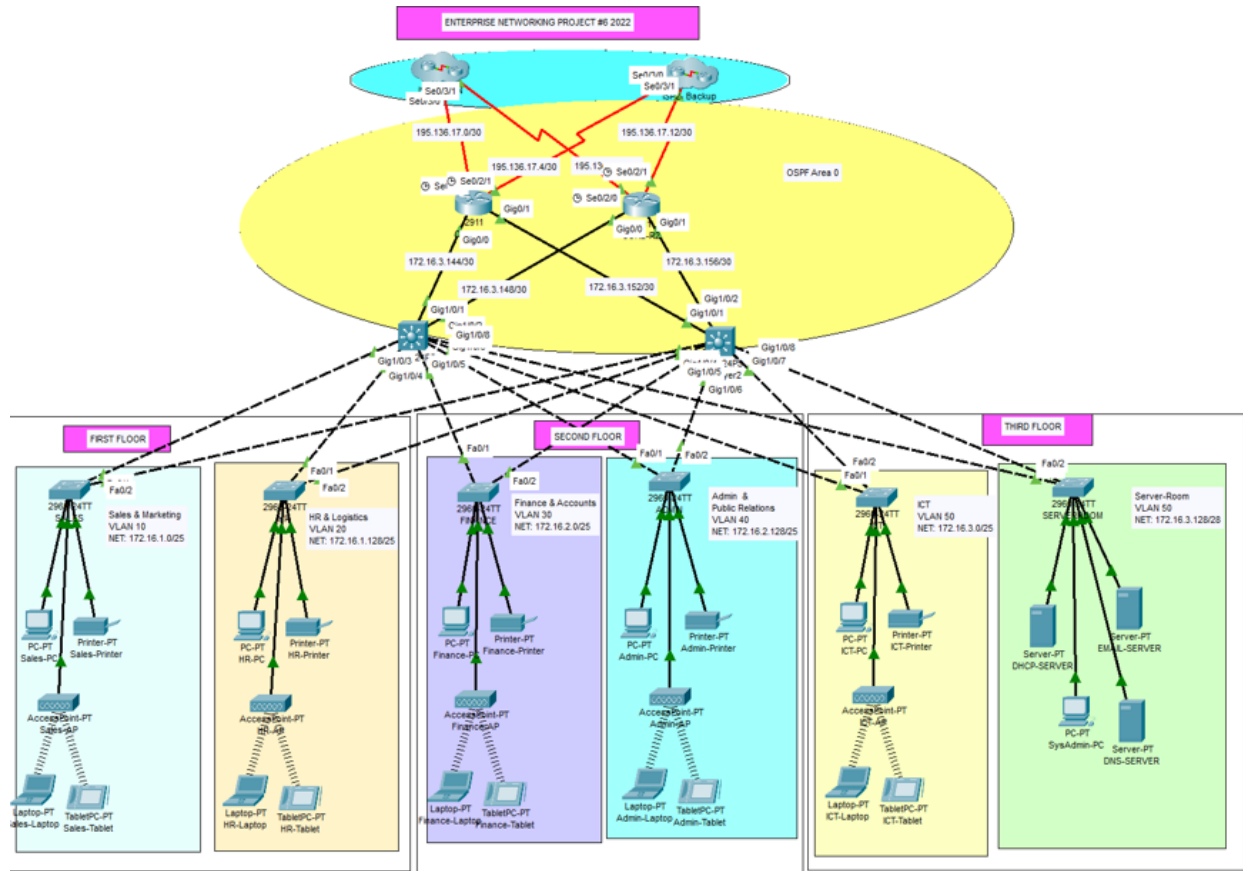 ENTERPRISE NETWORKING PROJECT #6 2022
Se0/3/1
Se0/3/0
Se0/3/1
Backup
195.136.17.0/30
195.136.17.12/30
195.136.17.4/30
OSPF Area 0
Se0/2/1
Se0/2/1
Se0/2/0
Gig0/1
2911
Gig0/0
Gig0/1
Gig0/0
172.16.3.144/30
172.16.3.156/30
172.16.3.148/30
172.16.3.152/30
Gig1/0/2
Gig1/0/1
Gig1/0/1
Gig1/0/8
Gig1/0/3
Gig1/0/5
Gig1/0/4
Gig1/0/8
Gig1/0/7
Gig1/0/5
Gig1/0/6
FIRST FLOOR
SECOND FLOOR
THIRD FLOOR
Fa0/2
Sales & Marketing
VLAN 10
NET: 172.16.1.0/25
Fa0/1
Fa0/2
HR & Logistics
VLAN 20
NET: 172.16.1.128/25
Fa0/1
Fa0/2
FINANCE
Finance & Accounts
VLAN 30
NET: 172.16.2.0/25
Fa0/1
Fa0/2
Admin &
Public Relations
VLAN 40
NET: 172.16.2.128/25
Fa0/2
Fa0/1
ICT
VLAN 50
NET: 172.16.3.0/25
Fa0/2
Server-Room
VLAN 50
NET: 172.16.3.128/28
PC-PT
Sales-PC
Printer-PT
Sales-Printer
PC-PT
HR-PC
Printer-PT
HR-Printer
PC-PT
Printer-PT
Finance-Printer
PC-PT
Admin-PC
Printer-PT
Admin-Printer
PC-PT
ICT-PC
Printer-PT
ICT-Printer
Server-PT
DHCP-SERVER
Server-PT
EMAIL-SERVER
AccessPoint-PT
Sales-AP
AccessPoint-PT
HR-AP
AccessPoint-PT
AccessPoint-PT
Admin-AP
AccessPoint-PT
ICT-AP
PC-PT
SysAdmin-PC
Server-PT
DNS-SERVER
Laptop-PT
TabletPC-PT
Sales-Tablet
Laptop-PT
HR-Laptop
TabletPC-PT
HR-Tablet
Laptop-PT
Finance-Laptop
TabletPC-PT
Finance-Tablet
Laptop-PT
Admin-Laptop
TabletPC-PT
Admin-Tablet
Laptop-PT
ICT-Laptop
TabletPC-PT
ICT-Tablet